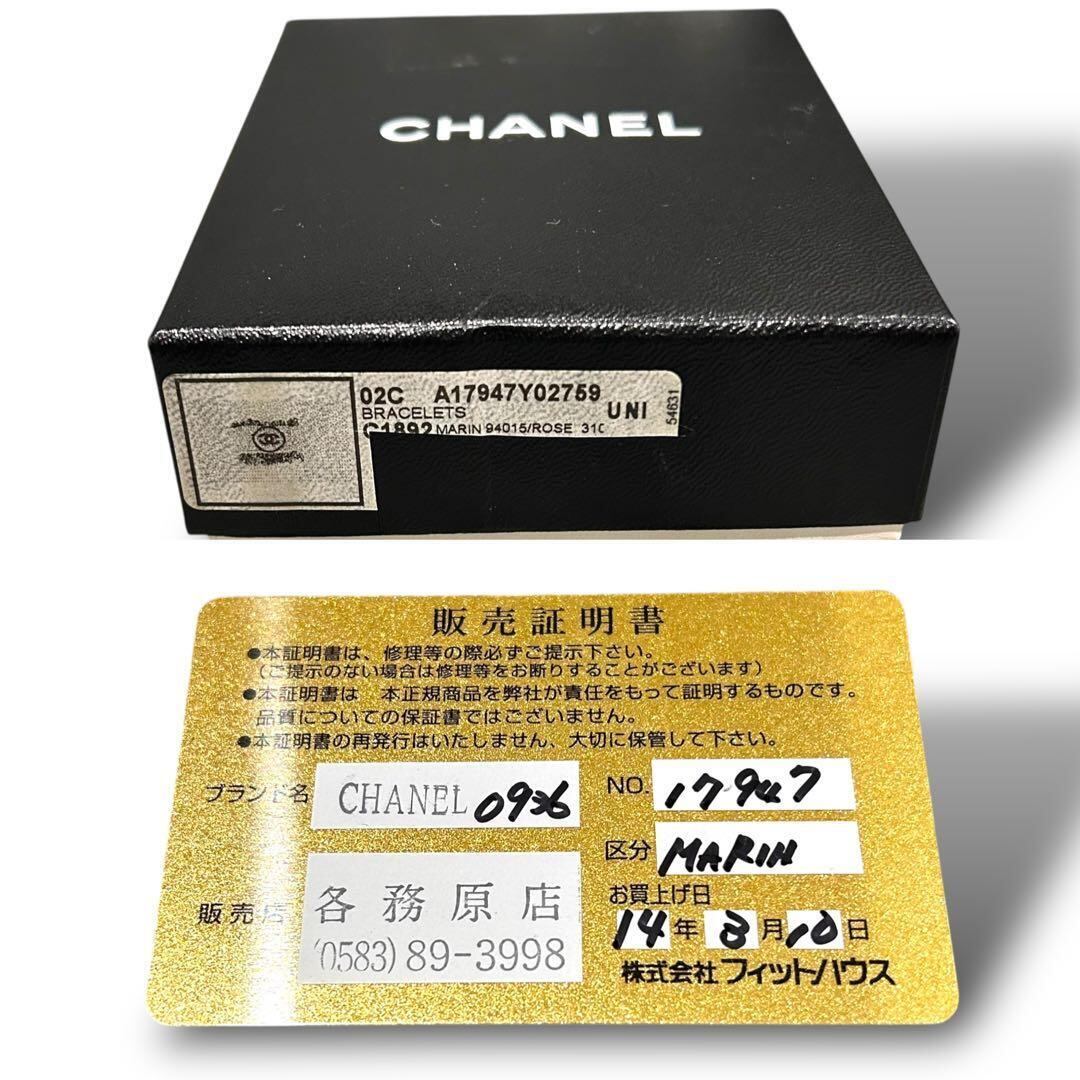 CHANEL
02C A17947Y02759
BRACELETS UNI
C1892 MARIN 94015/ROSE 310
54631
販売証明書
●本証明書は、修理等の際必ずご提示下さい。
(ご提示のない場合は修理等をお断りすることがございます)
●本証明書は 本正規商品を弊社が責任をもって証明するものです。
品質についての保証書ではございません。
●本証明書の再発行はいたしません、大切に保管して下さい。
ブランド名 CHANEL 0936 NO. 17947
区分 MARIN
販売店 各務原店 お買上げ日
(0583) 89-3998 14年3月10日
株式会社 フィットハウス